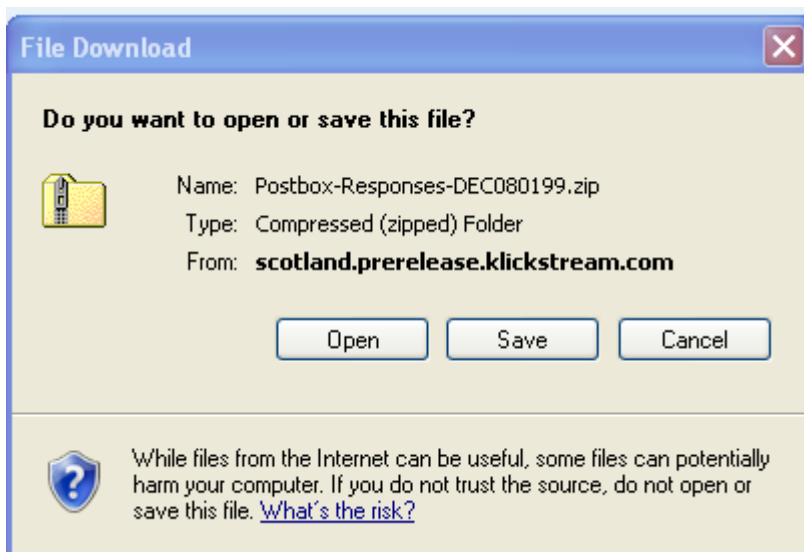 File Download
Do you want to open or save this file?
Name: Postbox-Responses-DEC080199.zip
Type: Compressed (zipped) Folder
From: scotland.prerelease.klickstream.com
Open Save Cancel
While files from the Internet can be useful, some files can potentially
harm your computer. If you do not trust the source, do not open or
save this file. What's the risk?